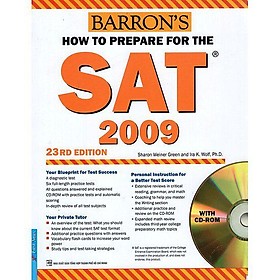 BARRON'S
HOW TO PREPARE FOR THE
SAT®
2009
23RD EDITION
Sharon Weiner Green and Ira K. Wolf, Ph.D.
Your Blueprint for Test Success
A diagnostic test
Six full-length practice tests
All questions answered and explained
CD-ROM with practice tests and automatic
scoring
In-depth review of all test subjects
Your Private Tutor
An overview of the test: What you should
know about the current SAT test format
Additional practice questions with answers
Vocabulary flash cards to increase your word
power
Study tips and test-taking strategies
Personal Instruction for
a Better Test Score
Extensive reviews in critical
reading, grammar, and math
Coaching to help you master
the Writing section
Additional practice and
review on the CD-ROM
Expanded math review
includes third-year college
preparatory math topics
WITH
CD-ROM